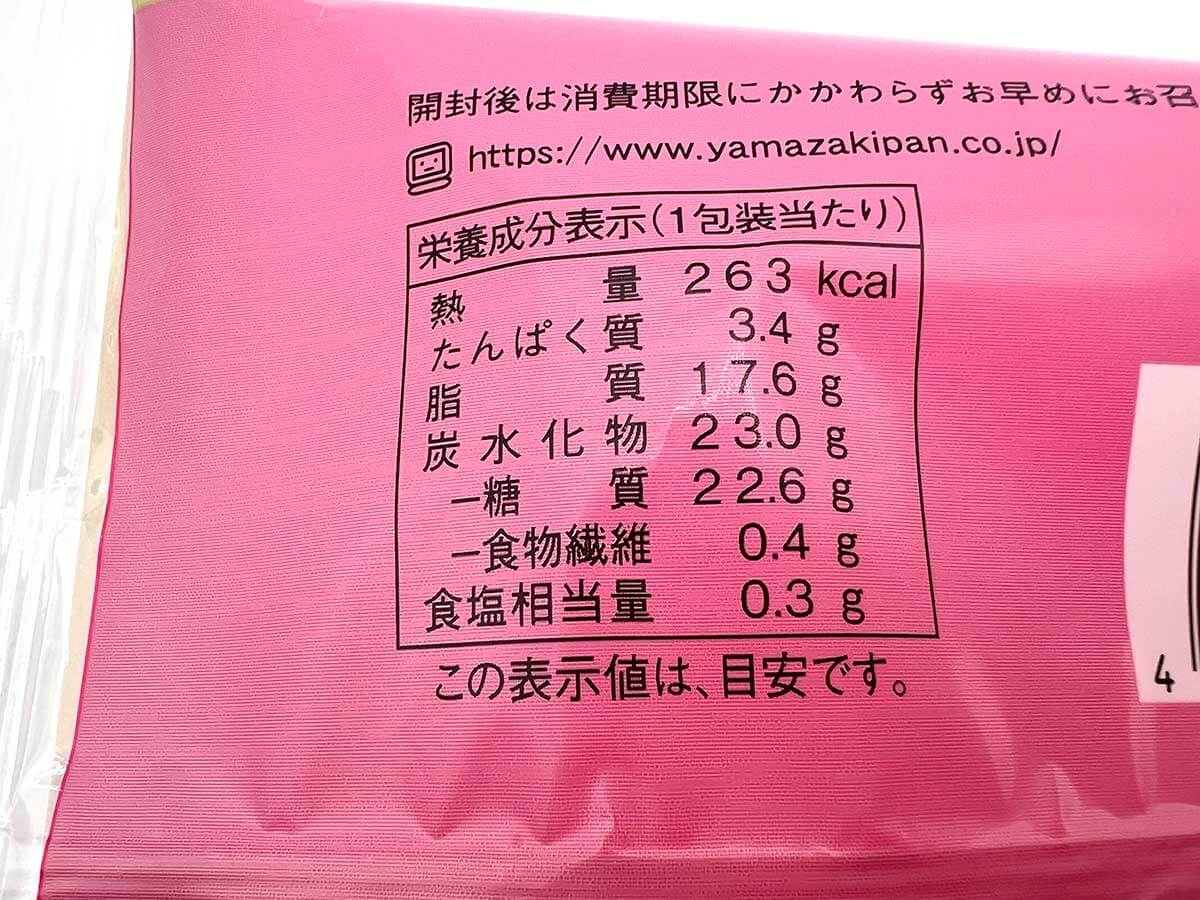 開封後は消費期限にかかわらずお早めにお召
https://www.yamazakipan.co.jp/
栄養成分表示(1包装当たり)
熱量 263 kcal
たんぱく質 3.4 g
脂質 17.6 g
炭水化物 23.0 g
−糖質 22.6 g
−食物繊維 0.4 g
食塩相当量 0.3 g
この表示値は、目安です。
4